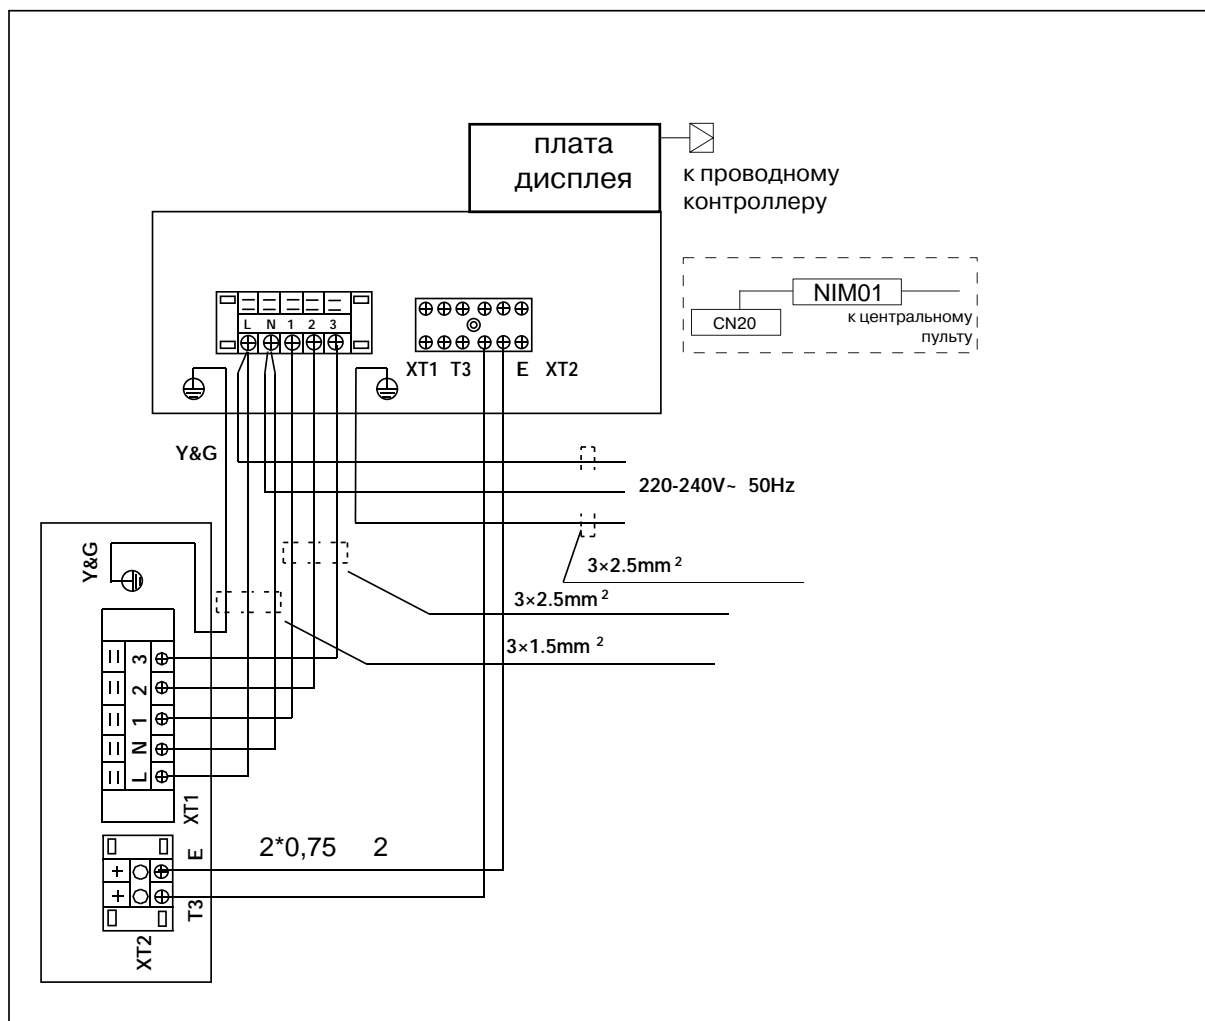 плата
дисплея
к проводному
контроллеру
NIM01
CN20
к центральному
пульту
L N 1 2 3
XT1 T3 E XT2
Y&G
220-240V~ 50Hz
Y&G
3×2.5mm 2
3×2.5mm 2
3×1.5mm 2
3
2
1
N
L
XT1
2*0,75 2
E
T3
XT2